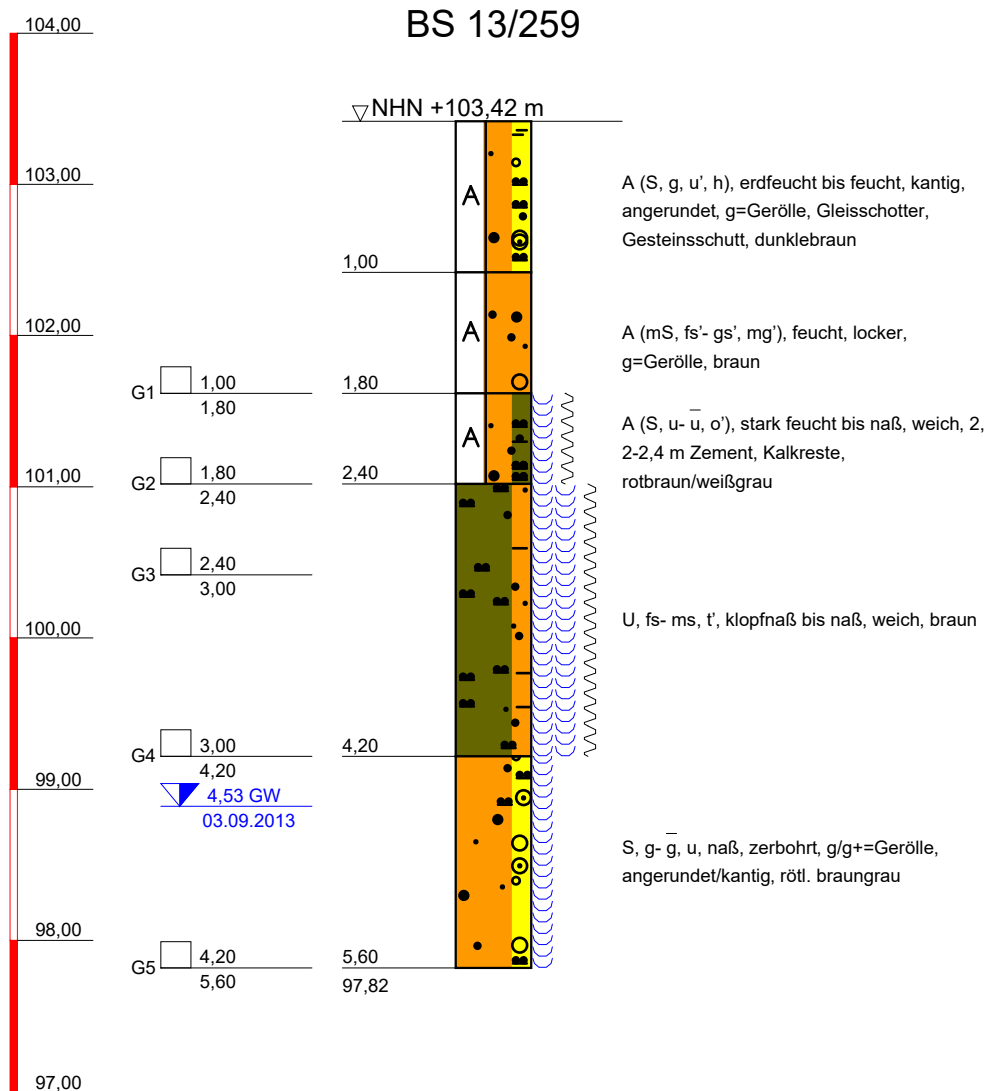 BS 13/259
104,00
NHN +103,42 m
103,00
A
A (S, g, u', h), erdfeucht bis feucht, kantig,
angerundet, g=Gerölle, Gleisschotter,
Gesteinsschutt, dunklebraun
1,00
102,00
A
A (mS, fs'- gs', mg'), feucht, locker,
g=Gerölle, braun
G1
1,00
1,80
1,80
A
A (S, u- u̅, o'), stark feucht bis naß, weich, 2,
2-2,4 m Zement, Kalkreste,
rotbraun/weißgrau
101,00
G2
1,80
2,40
2,40
G3
2,40
3,00
100,00
U, fs- ms, t', klopfnaß bis naß, weich, braun
G4
3,00
4,20
4,20
99,00
4,53 GW
03.09.2013
S, g- g̅, u, naß, zerbohrt, g/g+=Gerölle,
angerundet/kantig, rötl. braungrau
98,00
G5
4,20
5,60
5,60
97,82
97,00